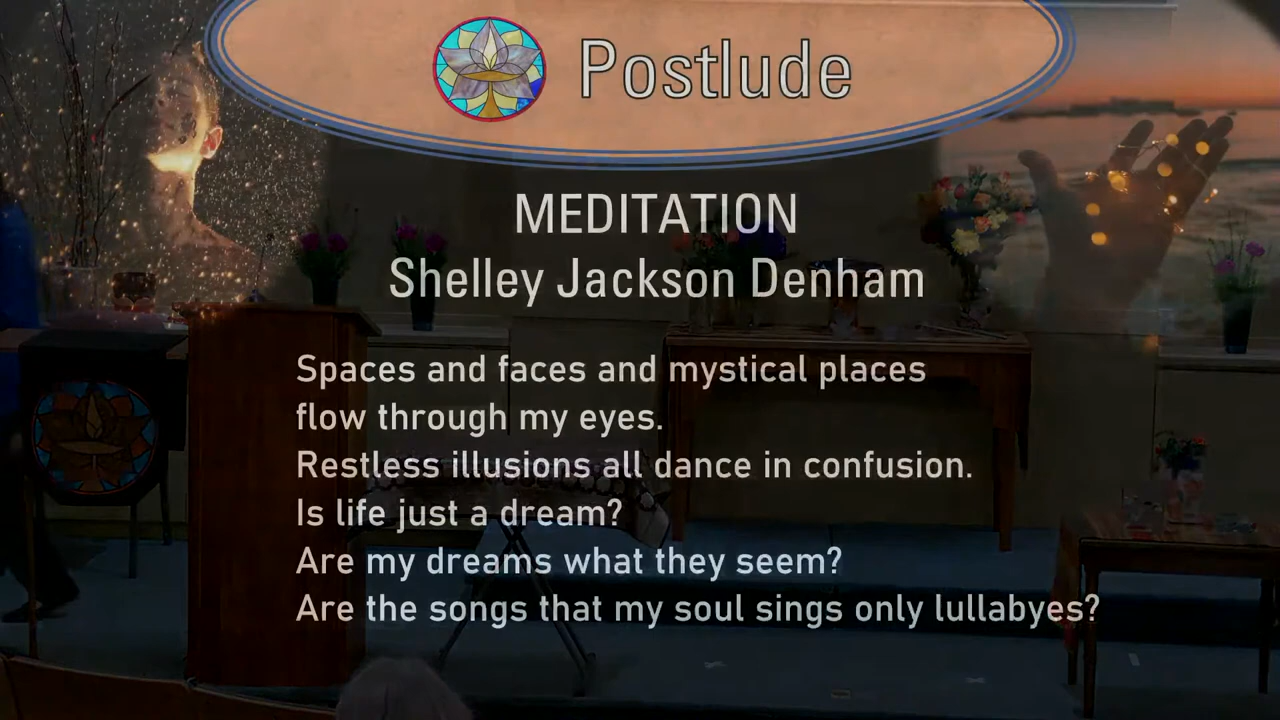 Postlude
MEDITATION
Shelley Jackson Denham
Spaces and faces and mystical places
flow through my eyes.
Restless illusions all dance in confusion.
Is life just a dream?
Are my dreams what they seem?
Are the songs that my soul sings only lullabyes?